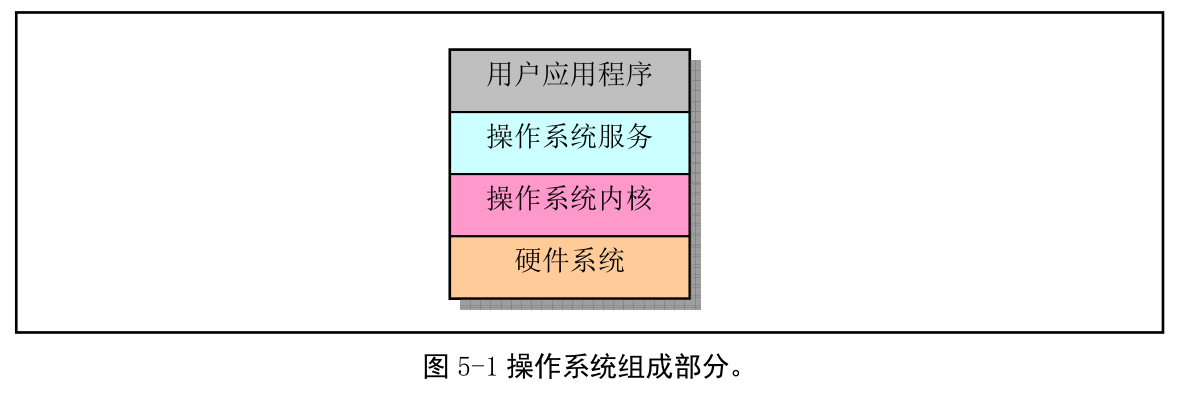 用户应用程序
操作系统服务
操作系统内核
硬件系统
图 5-1 操作系统组成部分。